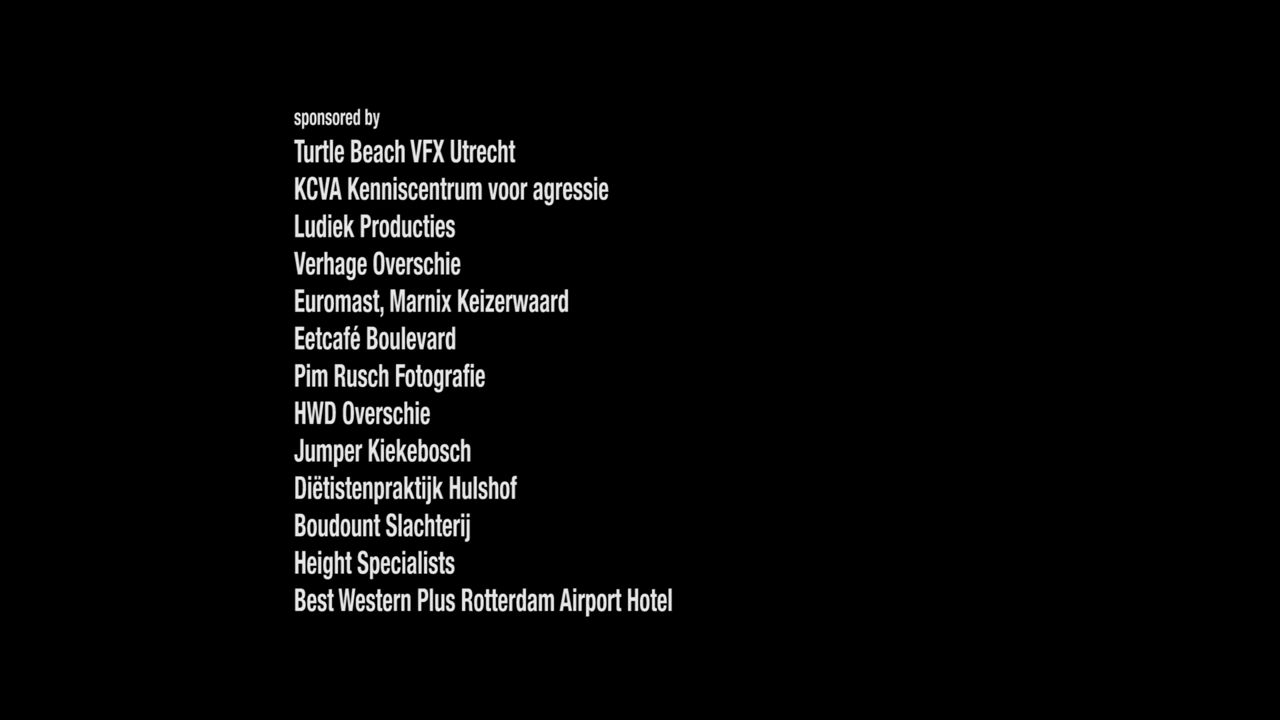 sponsored by
Turtle Beach VFX Utrecht
KCVA Kenniscentrum voor agressie
Ludiek Producties
Verhage Overschie
Euromast, Marnix Keizerwaard
Eetcafé Boulevard
Pim Rusch Fotografie
HWD Overschie
Jumper Kiekebosch
Diëtistenpraktijk Hulshof
Boudount Slachterij
Height Specialists
Best Western Plus Rotterdam Airport Hotel